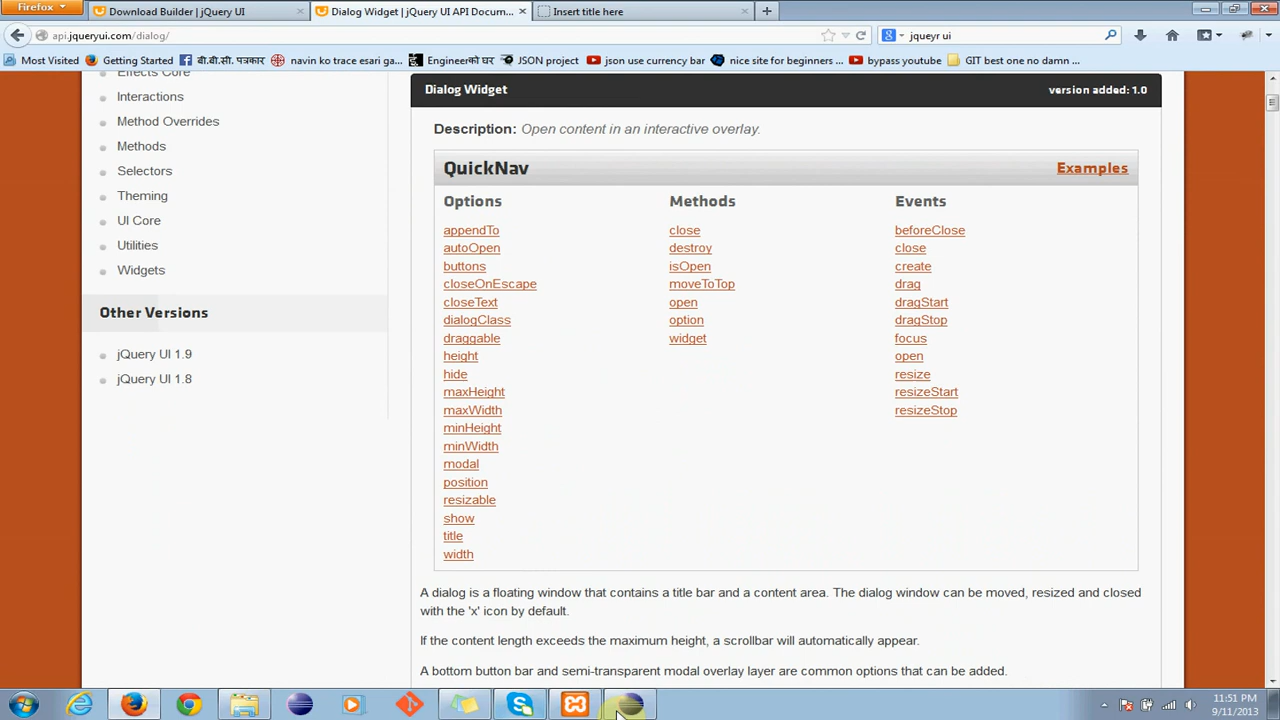 Firefox
Download Builder | jQuery UI
Dialog Widget | jQuery UI API Docum...
Insert title here
api.jqueryui.com/dialog/
jqueyr ui
Most Visited
Getting Started
बी.बी.सी. पत्रकार
navin ko trace esari ga...
Engineerको घर
JSON project
json use currency bar
nice site for beginners ...
bypass youtube
GIT best one no damn ...
Effects Core
Interactions
Method Overrides
Methods
Selectors
Theming
UI Core
Utilities
Widgets
Other Versions
jQuery UI 1.9
jQuery UI 1.8
Dialog Widget
version added: 1.0
Description: Open content in an interactive overlay.
QuickNav
Examples
Options
appendTo
autoOpen
buttons
closeOnEscape
closeText
dialogClass
draggable
height
hide
maxHeight
maxWidth
minHeight
minWidth
modal
position
resizable
show
title
width
Methods
close
destroy
isOpen
moveToTop
open
option
widget
Events
beforeClose
close
create
drag
dragStart
dragStop
focus
open
resize
resizeStart
resizeStop
A dialog is a floating window that contains a title bar and a content area. The dialog window can be moved, resized and closed
with the 'x' icon by default.
If the content length exceeds the maximum height, a scrollbar will automatically appear.
A bottom button bar and semi-transparent modal overlay layer are common options that can be added.
11:51 PM
9/11/2013